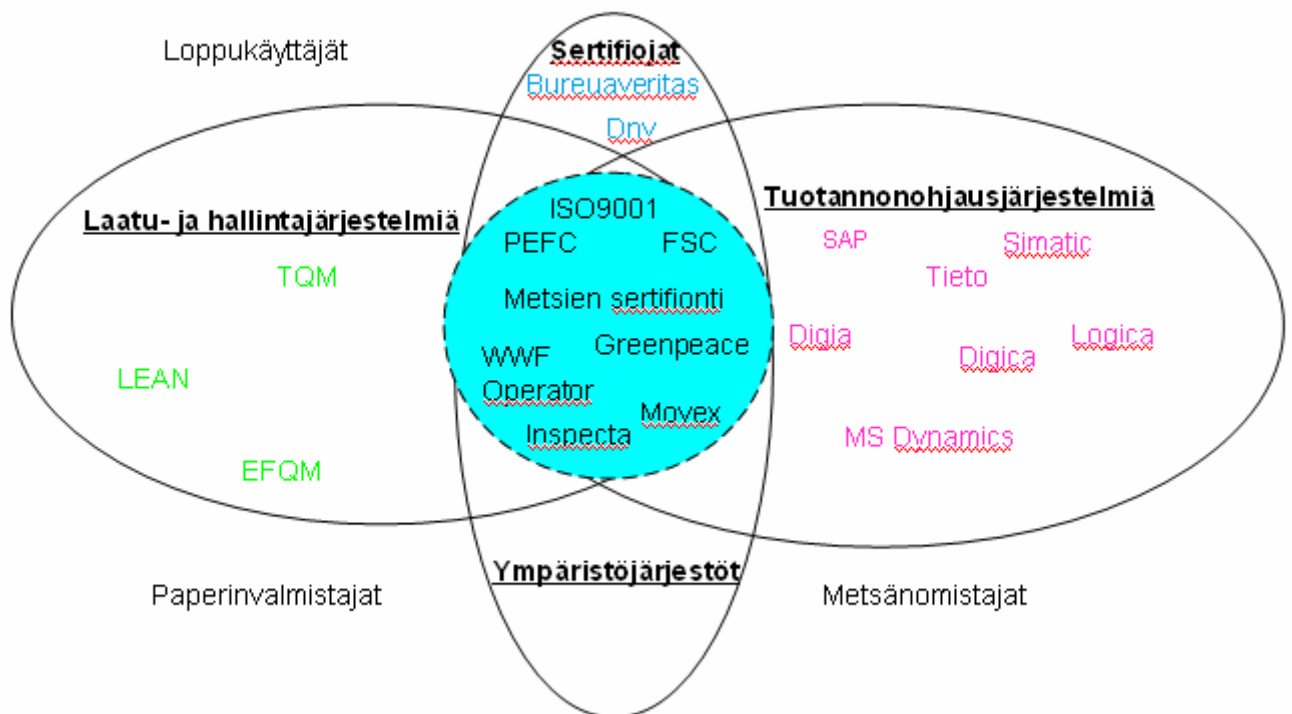 Loppukäyttäjät
Sertifiojat
Bureuaveritas
Dnv
Laatu- ja hallintajärjestelmiä
TQM
LEAN
EFQM
ISO9001
PEFC FSC
Metsien sertifionti
Greenpeace
WWF
Operator
Movex
Inspecta
Tuotannonohjausjärjestelmiä
SAP Simatic
Tieto
Digia Logica
Digica
MS Dynamics
Ympäristöjärjestöt
Paperinvalmistajat
Metsänomistajat